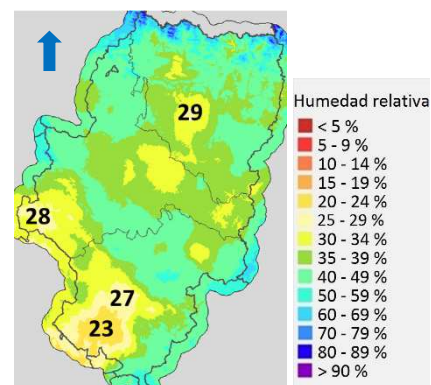 29
28
27
23
Humedad relativa
< 5 %
5 - 9 %
10 - 14 %
15 - 19 %
20 - 24 %
25 - 29 %
30 - 34 %
35 - 39 %
40 - 49 %
50 - 59 %
60 - 69 %
70 - 79 %
80 - 89 %
> 90 %